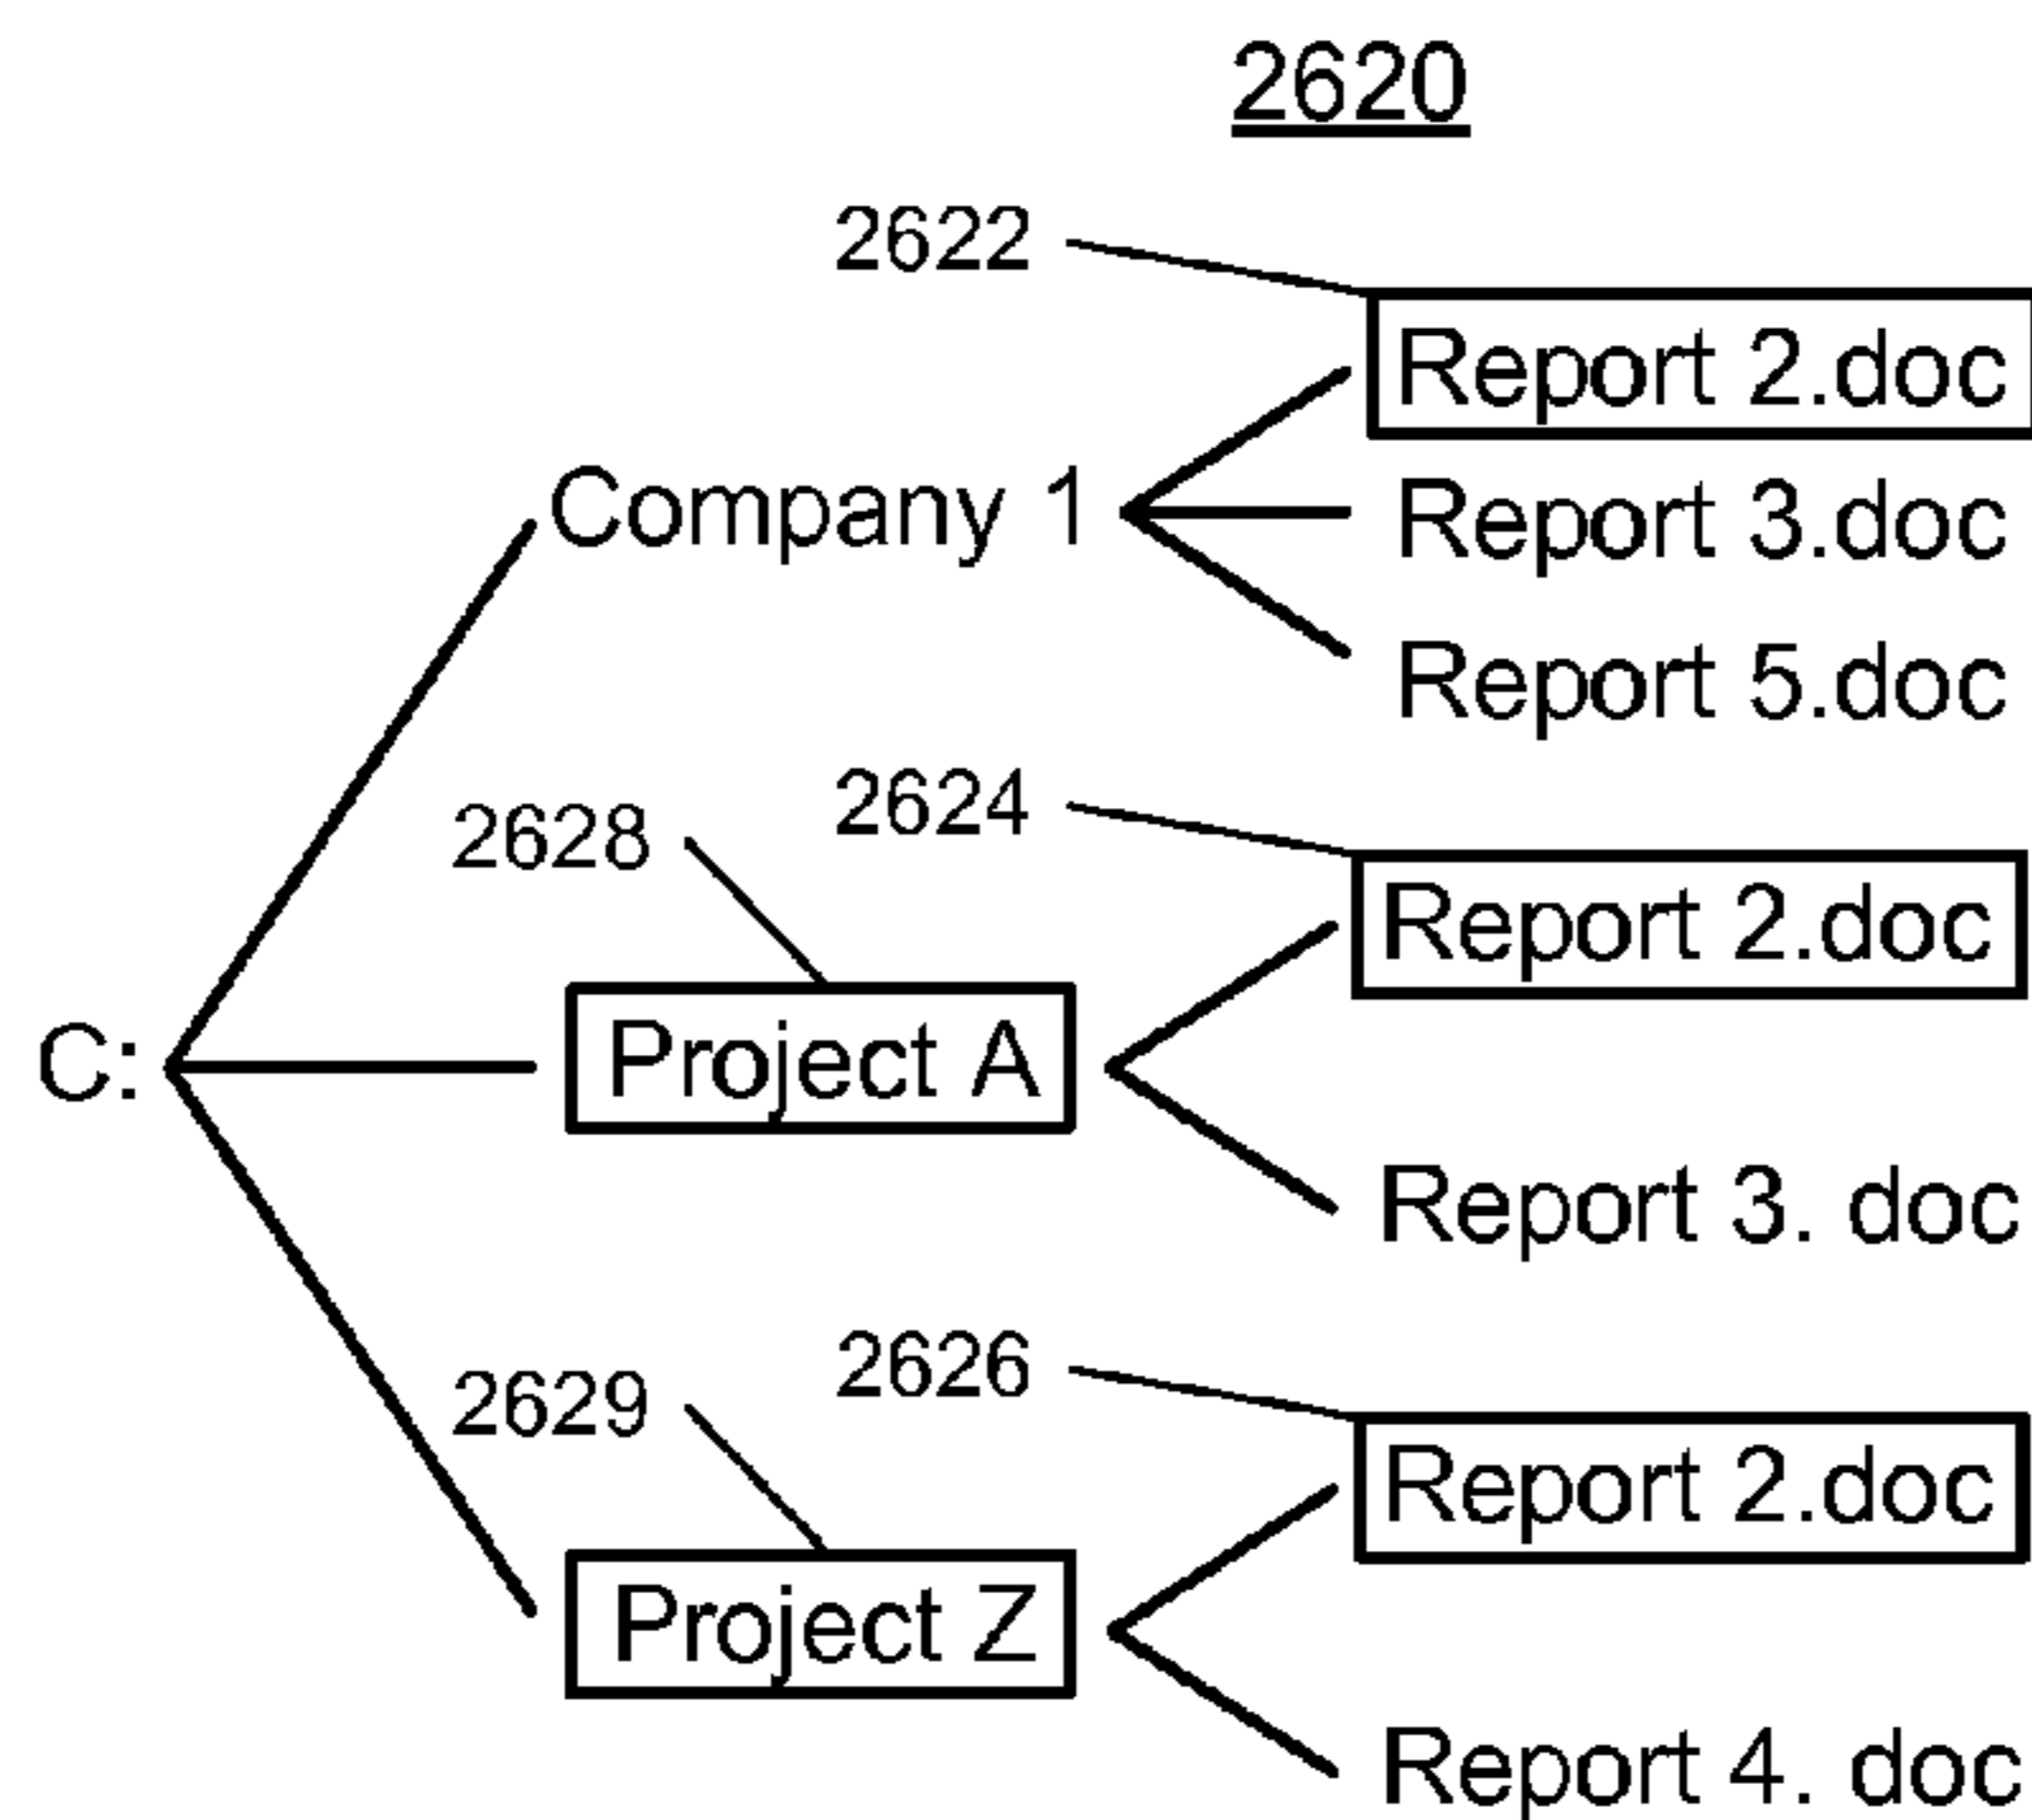 2620
2622
Report 2.doc
Company 1
Report 3.doc
Report 5.doc
2628
2624
Report 2.doc
C:
Project A
Report 3. doc
2629
2626
Report 2.doc
Project Z
Report 4. doc